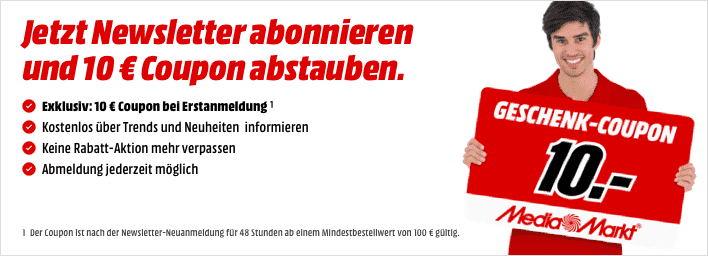 Jetzt Newsletter abonnieren
und 10 € Coupon abstauben.
Exklusiv: 10 € Coupon bei Erstanmeldung ¹
Kostenlos über Trends und Neuheiten informieren
Keine Rabatt-Aktion mehr verpassen
Abmeldung jederzeit möglich
GESCHENK-COUPON
10.-
Media Markt®
1 Der Coupon ist nach der Newsletter-Neuanmeldung für 48 Stunden ab einem Mindestbestellwert von 100 € gültig.